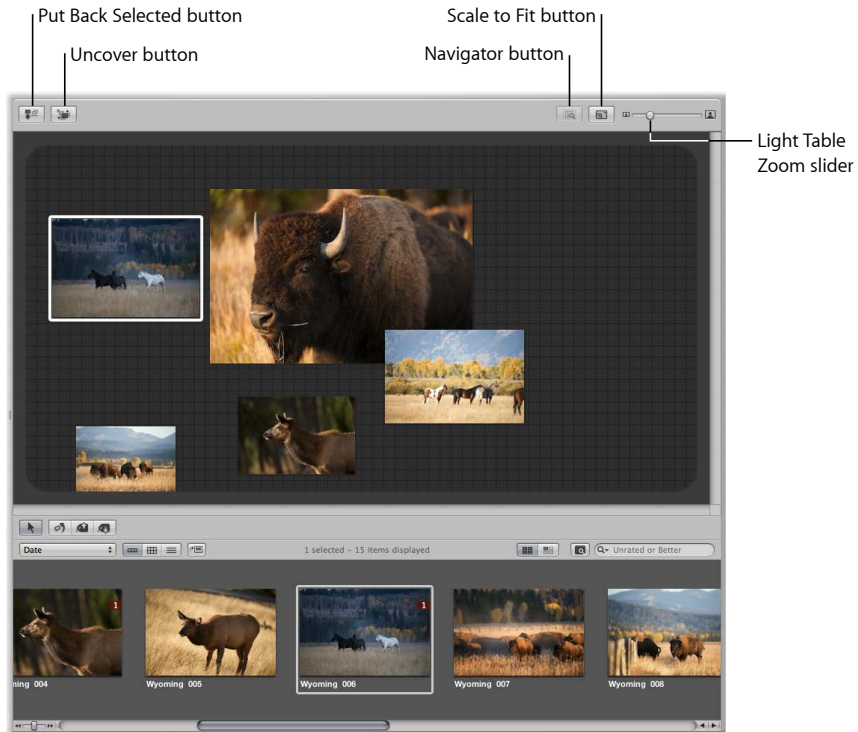 Put Back Selected button
Scale to Fit button
Uncover button
Navigator button
Light Table
Zoom slider
Date
1 selected – 15 items displayed
Unrated or Better
1
1
ming 004
Wyoming 005
Wyoming 006
Wyoming 007
Wyoming 008